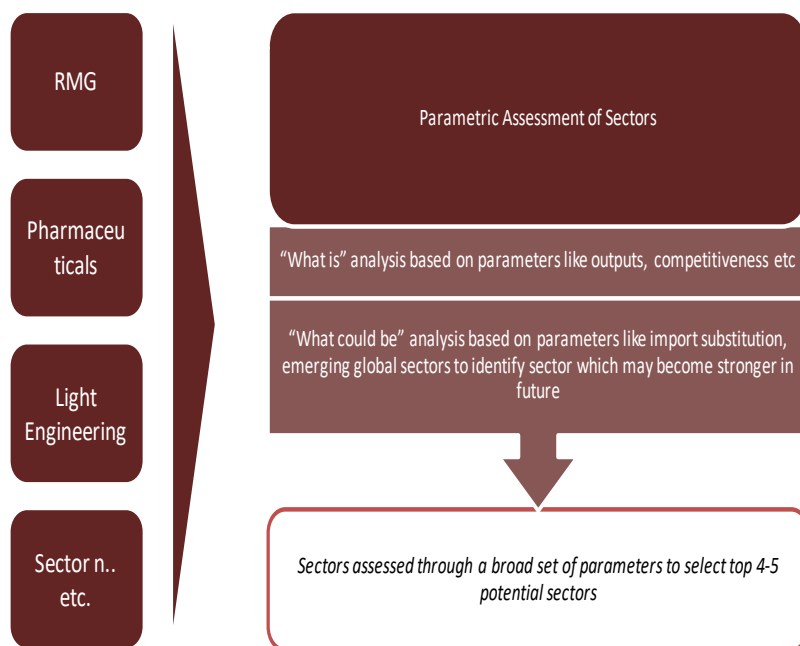 RMG
Pharmaceu
ticals
Light
Engineering
Sector n..
etc.
Parametric Assessment of Sectors
“What is” analysis based on parameters like outputs, competitiveness etc
“What could be” analysis based on parameters like import substitution,
emerging global sectors to identify sector which may become stronger in
future
Sectors assessed through a broad set of parameters to select top 4-5
potential sectors